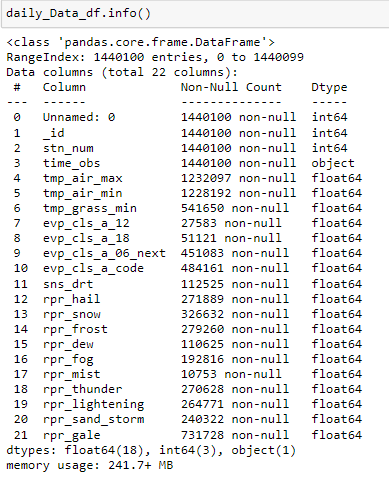 daily_Data_df.info()
<class 'pandas.core.frame.DataFrame'>
RangeIndex: 1440100 entries, 0 to 1440099
Data columns (total 22 columns):
 #   Column             Non-Null Count    Dtype
---  ------             --------------    -----
 0   Unnamed: 0         1440100 non-null  int64
 1   _id                1440100 non-null  int64
 2   stn_num            1440100 non-null  int64
 3   time_obs           1440100 non-null  object
 4   tmp_air_max        1232097 non-null  float64
 5   tmp_air_min        1228192 non-null  float64
 6   tmp_grass_min      541650 non-null   float64
 7   evp_cls_a_12       27583 non-null    float64
 8   evp_cls_a_18       51121 non-null    float64
 9   evp_cls_a_06_next  451083 non-null   float64
 10  evp_cls_a_code     484161 non-null   float64
 11  sns_drt            112525 non-null   float64
 12  rpr_hail           271889 non-null   float64
 13  rpr_snow           326632 non-null   float64
 14  rpr_frost          279260 non-null   float64
 15  rpr_dew            110625 non-null   float64
 16  rpr_fog            192816 non-null   float64
 17  rpr_mist           10753 non-null    float64
 18  rpr_thunder        270628 non-null   float64
 19  rpr_lightening     264771 non-null   float64
 20  rpr_sand_storm     240322 non-null   float64
 21  rpr_gale           731728 non-null   float64
dtypes: float64(18), int64(3), object(1)
memory usage: 241.7+ MB